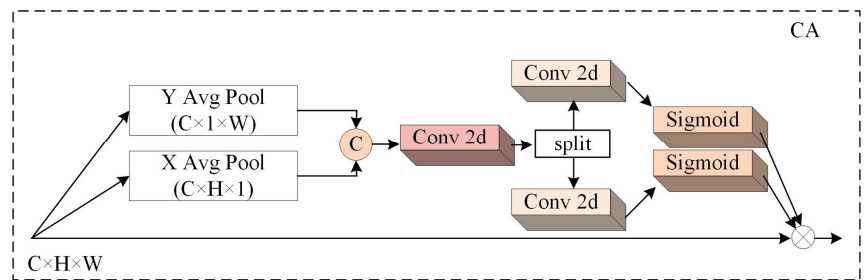 CA
Y Avg Pool
(C×1×W)
X Avg Pool
(C×H×1)
C
Conv 2d
split
Conv 2d
Conv 2d
Sigmoid
Sigmoid
C×H×W